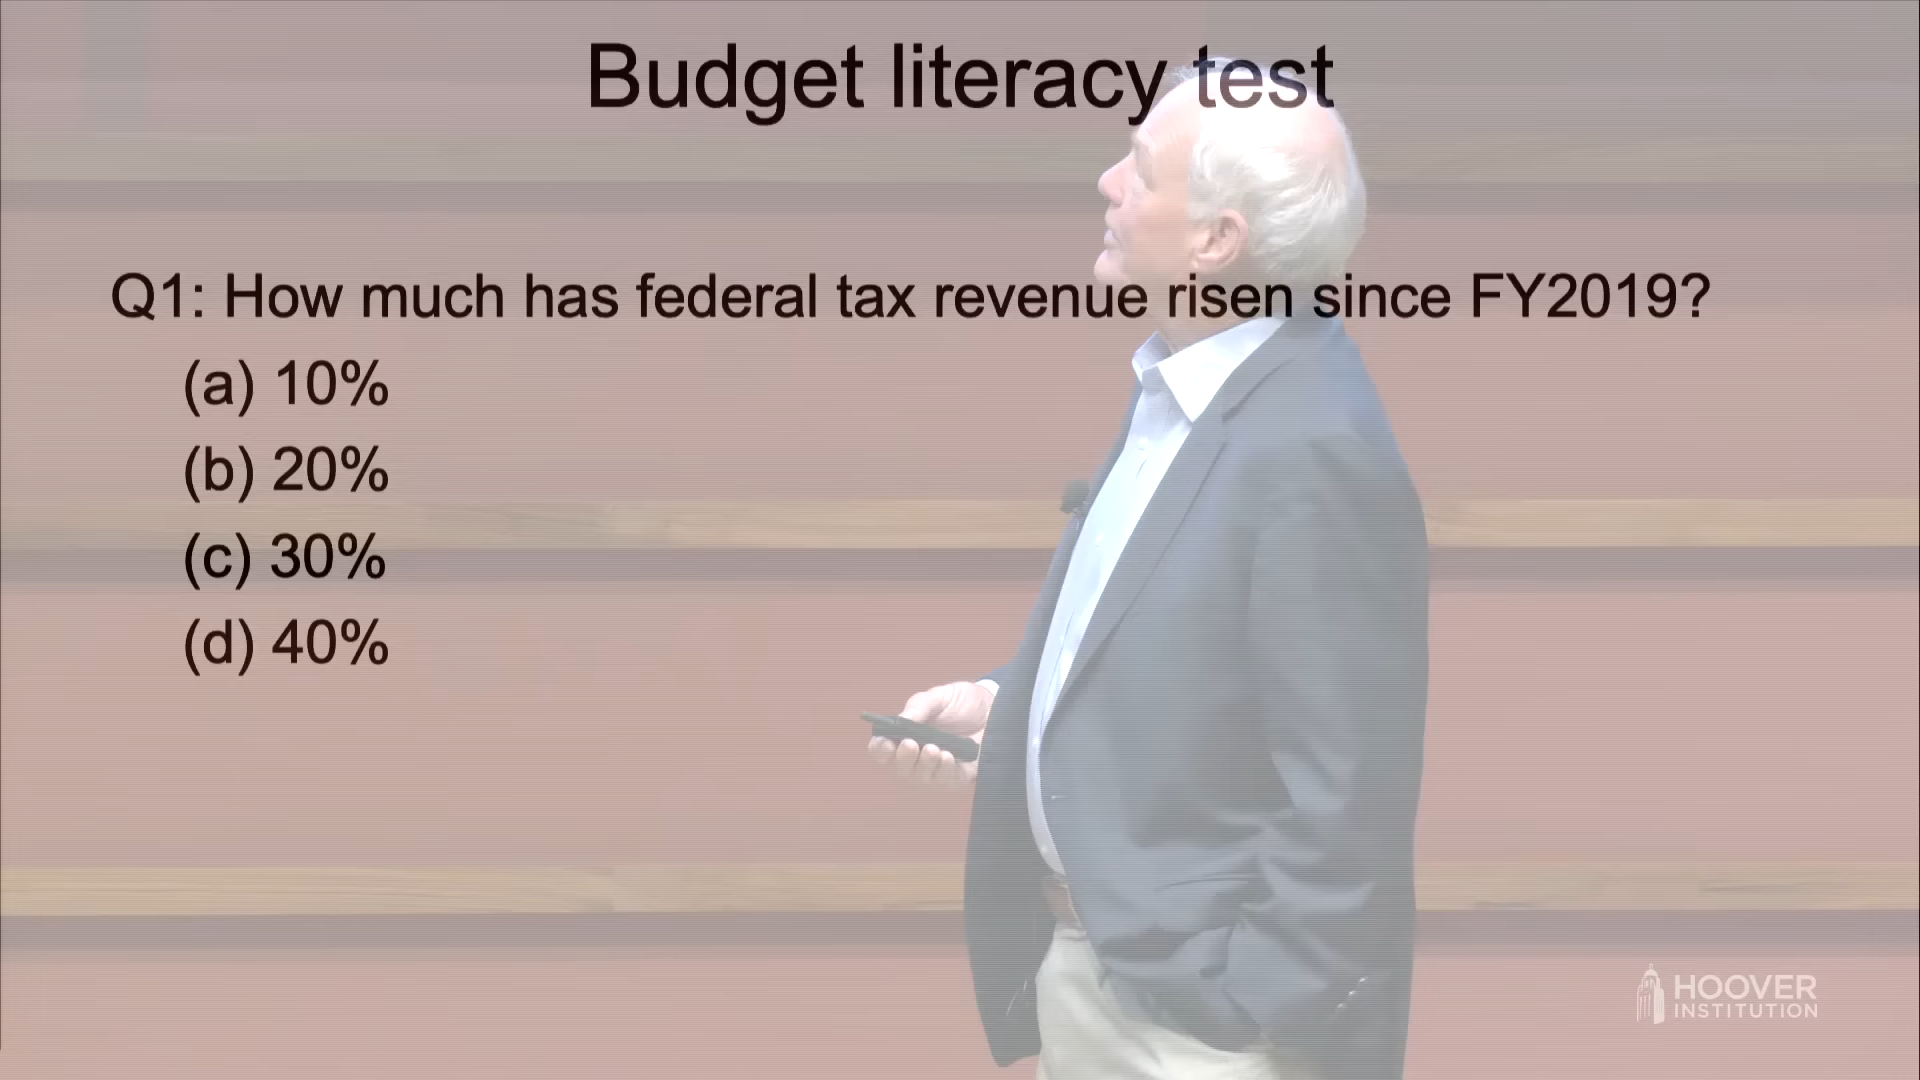 Budget literacy test
Q1: How much has federal tax revenue risen since FY2019?
(a) 10%
(b) 20%
(c) 30%
(d) 40%
HOOVER
INSTITUTION